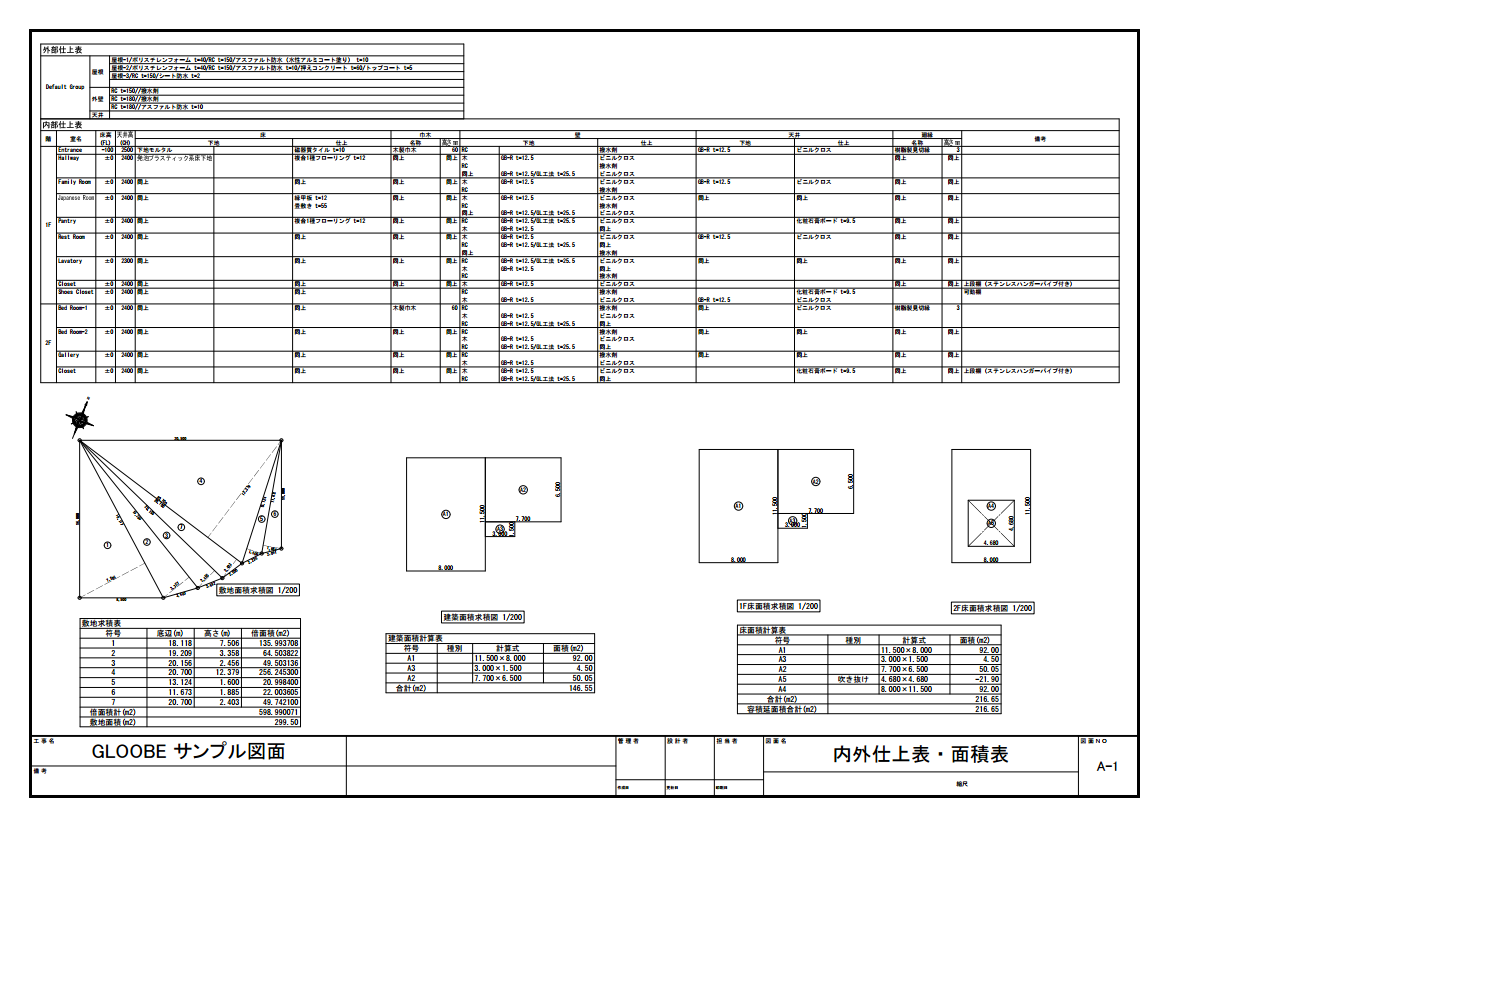 外部仕上表
Default Group
屋根
屋根-1/ポリスチレンフォーム t=40/RC t=150/アスファルト防水 (水性アルミコート塗り) t=10
屋根-2/ポリスチレンフォーム t=40/RC t=150/アスファルト防水 t=10/押えコンクリート t=60/トップコート t=5
屋根-3/RC t=150/シート防水 t=2
外壁
RC t=150//撥水剤
RC t=180//撥水剤
RC t=180//アスファルト防水 t=10
天井
内部仕上表
階 室名 床高(FL) 天井高(CH) 床 巾木 壁 天井 廻縁 備考
下地 仕上 名称 高さ 下地 仕上 下地 仕上 名称 高さ
1F
Entrance -100 2500 下地モルタル 磁器質タイル t=10 木製巾木 60 RC 撥水剤 GB-R t=12.5 ビニルクロス 樹脂製見切縁 3
Hallway ±0 2400 発泡プラスティック系床下地 複合1種フローリング t=12 同上 同上 木 GB-R t=12.5 ビニルクロス 同上 同上
RC 撥水剤
同上 GB-R t=12.5/GL工法 t=25.5 ビニルクロス
Family Room ±0 2400 同上 同上 同上 同上 木 GB-R t=12.5 ビニルクロス GB-R t=12.5 ビニルクロス 同上 同上
RC 撥水剤
Japanese Room ±0 2400 同上 縁甲板 t=12 同上 同上 木 GB-R t=12.5 ビニルクロス 同上 同上 同上 同上
畳敷き t=55 RC 撥水剤
同上 GB-R t=12.5/GL工法 t=25.5 ビニルクロス
Pantry ±0 2400 同上 複合1種フローリング t=12 同上 同上 RC GB-R t=12.5/GL工法 t=25.5 ビニルクロス 化粧石膏ボード t=9.5 同上 同上
木 GB-R t=12.5 同上
Rest Room ±0 2400 同上 同上 同上 同上 木 GB-R t=12.5 ビニルクロス GB-R t=12.5 ビニルクロス 同上 同上
RC GB-R t=12.5/GL工法 t=25.5 同上
同上 撥水剤
Lavatory ±0 2300 同上 同上 同上 同上 RC GB-R t=12.5/GL工法 t=25.5 ビニルクロス 同上 同上 同上 同上
木 GB-R t=12.5 同上
RC 撥水剤
Closet ±0 2400 同上 同上 同上 同上 木 GB-R t=12.5 ビニルクロス 同上 同上 上段棚 (ステンレスハンガーパイプ付き)
Shoes Closet ±0 2400 同上 同上 RC 撥水剤 化粧石膏ボード t=9.5 可動棚
木 GB-R t=12.5 ビニルクロス GB-R t=12.5 ビニルクロス
2F
Bed Room-1 ±0 2400 同上 同上 木製巾木 60 RC 撥水剤 同上 ビニルクロス 樹脂製見切縁 3
木 GB-R t=12.5 ビニルクロス
RC GB-R t=12.5/GL工法 t=25.5 同上
Bed Room-2 ±0 2400 同上 同上 同上 同上 RC 撥水剤 同上 同上 同上 同上
木 GB-R t=12.5 ビニルクロス
RC GB-R t=12.5/GL工法 t=25.5 同上
Gallery ±0 2400 同上 同上 同上 同上 RC 撥水剤 同上 同上 同上 同上
木 GB-R t=12.5 ビニルクロス
Closet ±0 2400 同上 同上 同上 同上 木 GB-R t=12.5 ビニルクロス 化粧石膏ボード t=9.5 同上 同上 上段棚 (ステンレスハンガーパイプ付き)
RC GB-R t=12.5/GL工法 t=25.5 同上
1
2
3
7
4
5
6
敷地面積求積図 1/200
A1
A2
A3
11.500
6.500
7.700
3.000
1.500
8.000
建築面積求積図 1/200
A1
A2
11.500
6.500
7.700
3.000
8.000
1F床面積求積図 1/200
A4
A5
4.680
4.680
11.500
8.000
2F床面積求積図 1/200
敷地求積表
符号 底辺(m) 高さ(m) 倍面積(m2)
1 18.118 7.506 135.993708
2 19.209 3.358 64.503822
3 20.156 2.456 49.503136
4 20.700 12.379 256.245300
5 13.124 1.600 20.998400
6 11.673 1.885 22.003605
7 20.700 2.403 49.742100
倍面積計(m2) 598.990071
敷地面積(m2) 299.50
建築面積計算表
符号 種別 計算式 面積(m2)
A1 11.500×8.000 92.00
A3 3.000×1.500 4.50
A2 7.700×6.500 50.05
合計(m2) 146.55
床面積計算表
符号 種別 計算式 面積(m2)
A1 11.500×8.000 92.00
A3 3.000×1.500 4.50
A2 7.700×6.500 50.05
A5 吹き抜け 4.680×4.680 -21.90
A4 8.000×11.500 92.00
合計(m2) 216.65
容積延面積合計(m2) 216.65
工事名
GLOOBE サンプル図面
備考
管理者
設計者
担当者
作成日
更新日
印刷日
図面名
内外仕上表・面積表
縮尺
図面NO
A-1